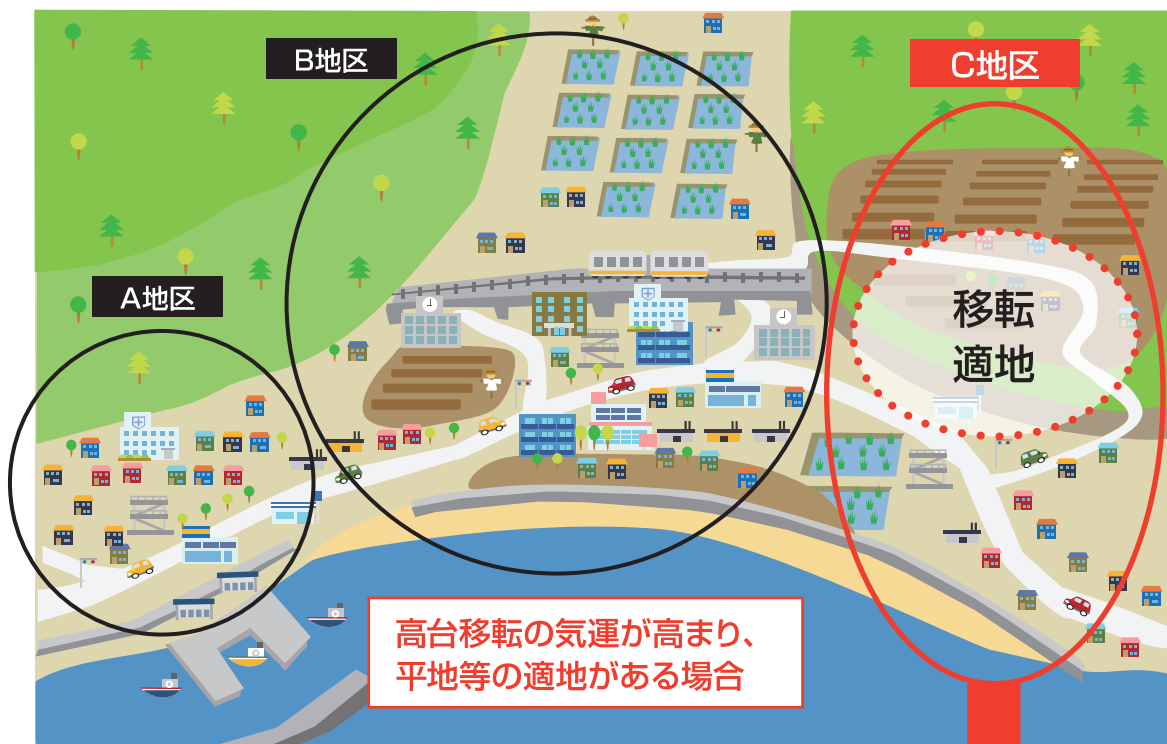 B地区
C地区
A地区
移転
適地
高台移転の気運が高まり、
平地等の適地がある場合